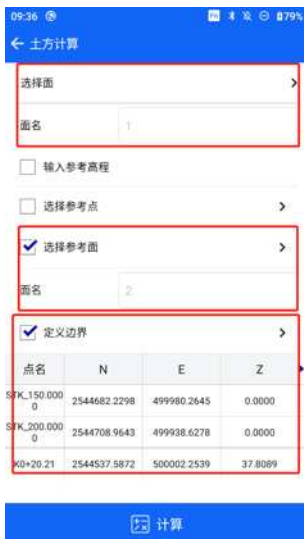 09:36 79%
← 土方计算
选择面 >
面名 1
输入参考高程
选择参考点 >
选择参考面 >
面名 2
定义边界 >
点名 N E Z
STK_150.000
0 2544682.2298 499980.2645 0.0000
STK_200.000
0 2544708.9643 499938.6278 0.0000
K0+20.21 2544537.5872 500002.2539 37.8089
计算